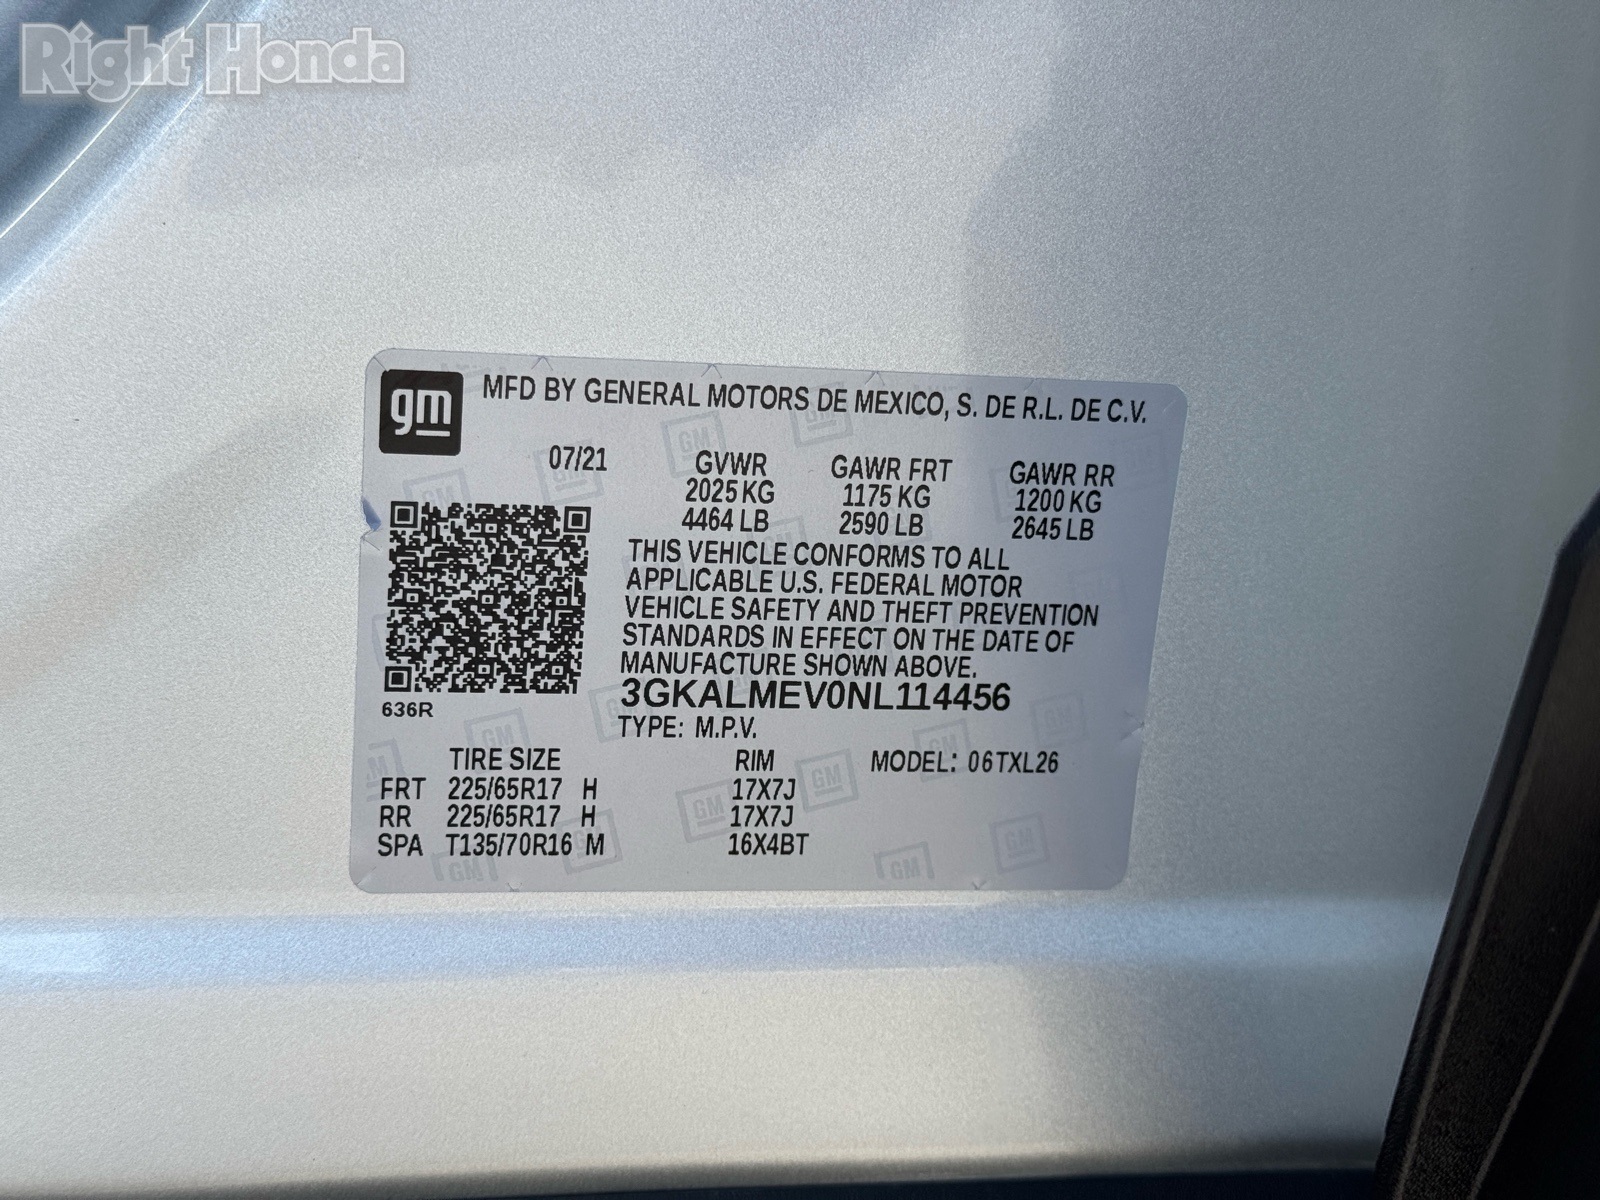 Right Honda
gm
MFD BY GENERAL MOTORS DE MEXICO, S. DE R.L. DE C.V.
07/21 GVWR GAWR FRT GAWR RR
2025 KG 1175 KG 1200 KG
4464 LB 2590 LB 2645 LB
THIS VEHICLE CONFORMS TO ALL
APPLICABLE U.S. FEDERAL MOTOR
VEHICLE SAFETY AND THEFT PREVENTION
STANDARDS IN EFFECT ON THE DATE OF
MANUFACTURE SHOWN ABOVE.
3GKALMEV0NL114456
636R
TYPE: M.P.V.
TIRE SIZE RIM MODEL: 06TXL26
FRT 225/65R17 H 17X7J
RR 225/65R17 H 17X7J
SPA T135/70R16 M 16X4BT